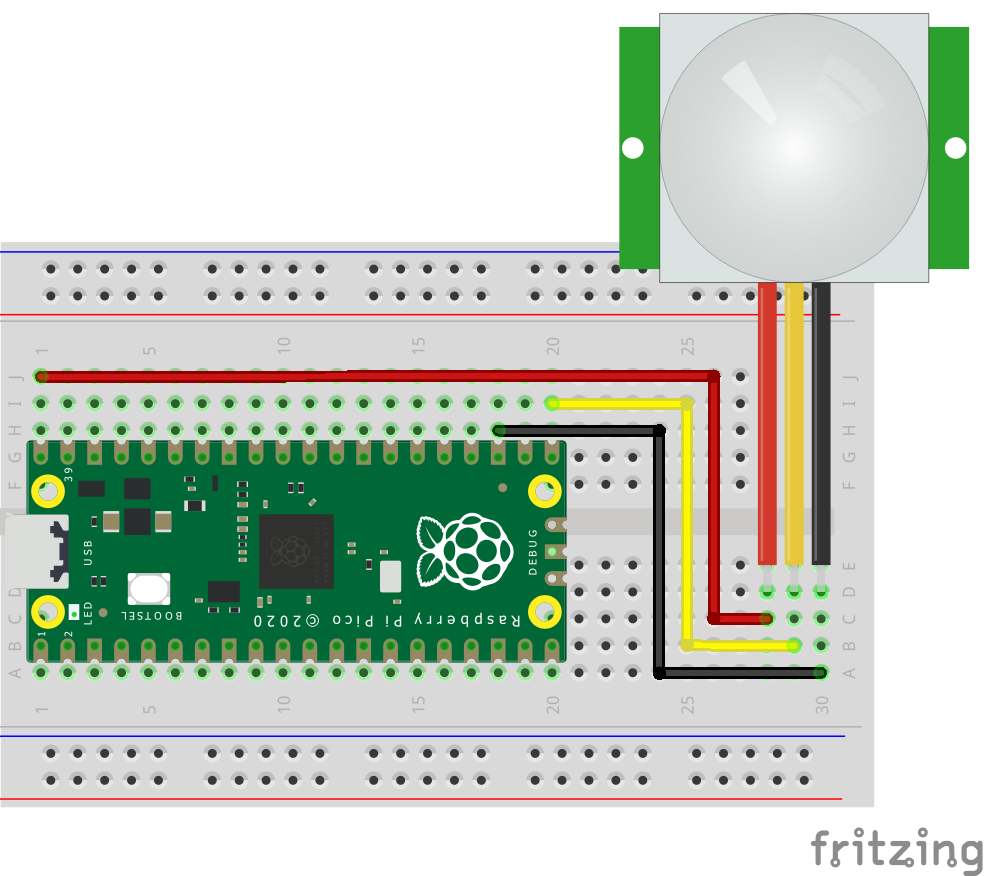 1 5 10 15 20 25
J J
I I
H H
G G
F F
39
USB
DEBUG
E E
D D
C C
B B
A A
LED
BOOTSEL
Raspberry Pi Pico ©2020
1
2
1 5 10 15 20 25 30
fritzing